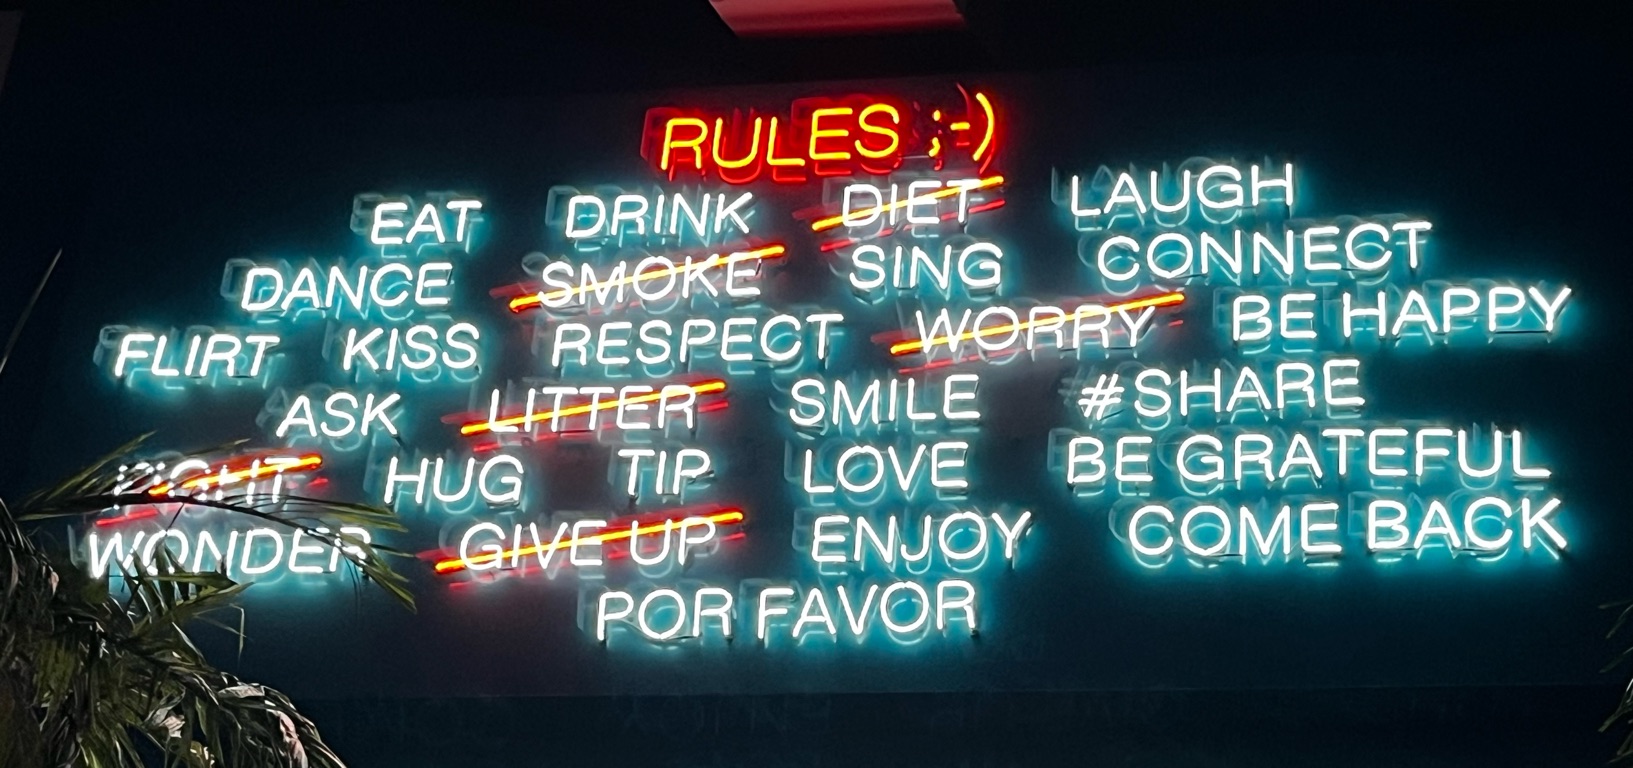 RULES ;-)
EAT DRINK DIET LAUGH
DANCE SMOKE SING CONNECT
FLIRT KISS RESPECT WORRY BE HAPPY
ASK LITTER SMILE #SHARE
FIGHT HUG TIP LOVE BE GRATEFUL
WONDER GIVE UP ENJOY COME BACK
POR FAVOR